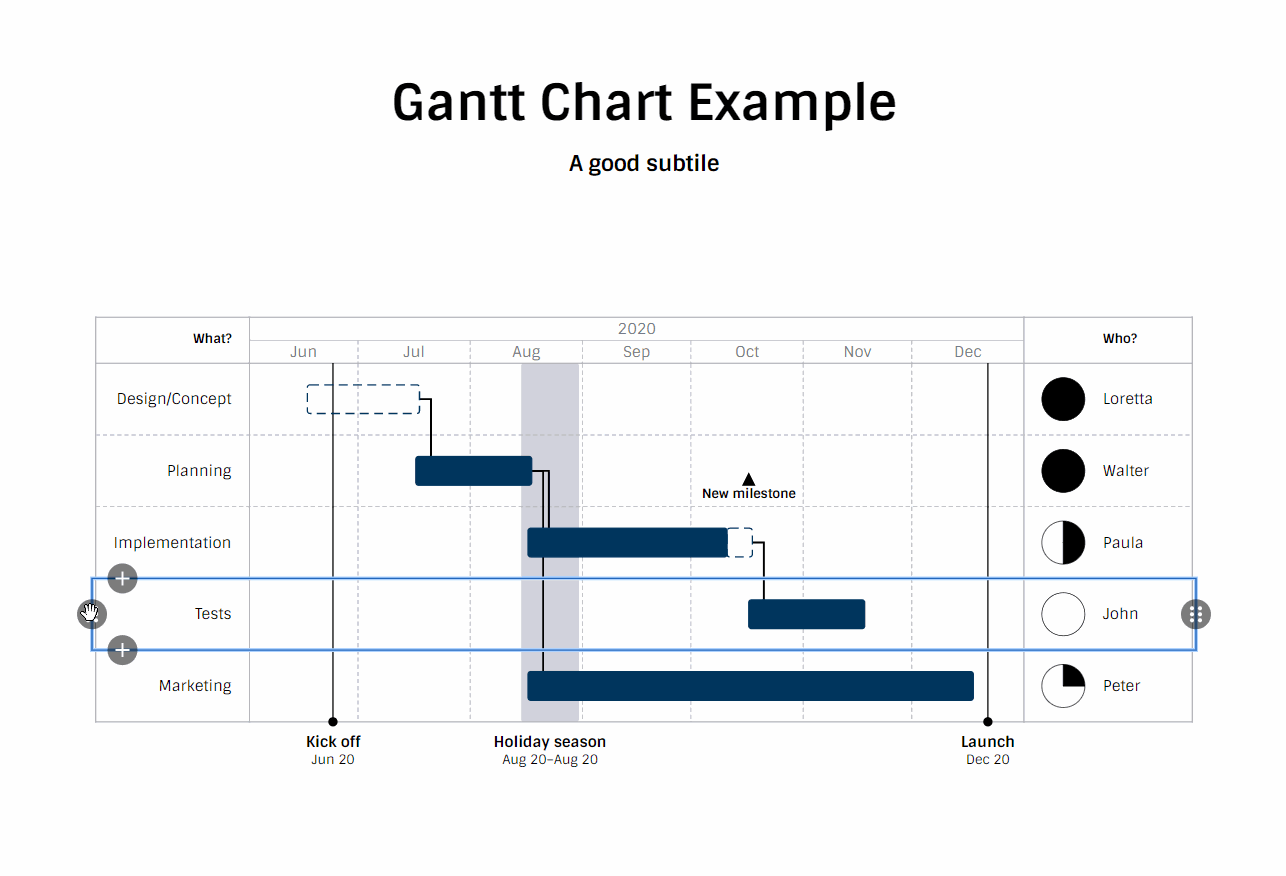 Gantt Chart Example
A good subtile
What?
2020
Who?
Jun Jul Aug Sep Oct Nov Dec
Design/Concept
Loretta
Planning
Walter
New milestone
Implementation
Paula
Tests
John
Marketing
Peter
Kick off
Jun 20
Holiday season
Aug 20–Aug 20
Launch
Dec 20